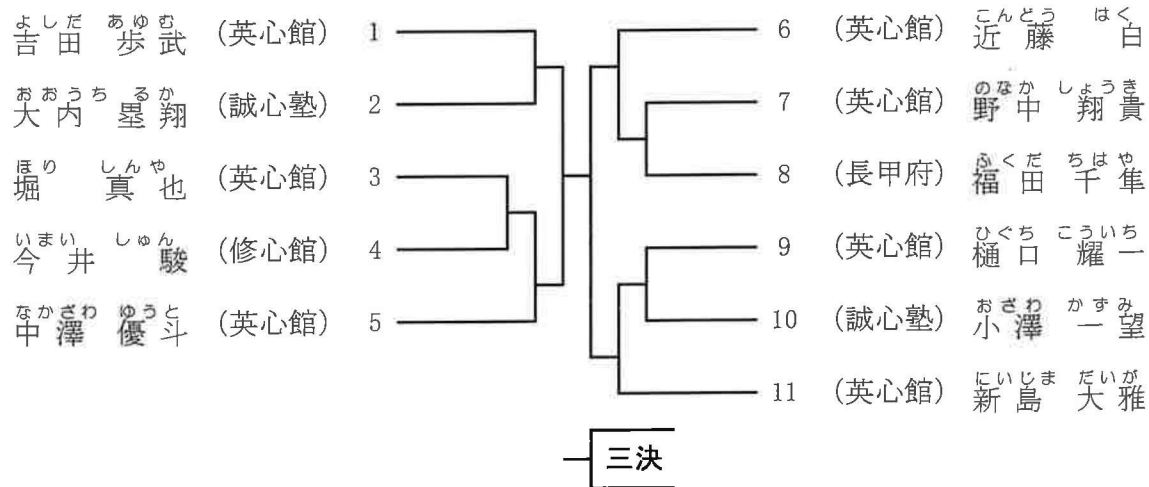 よしだ あゆむ
吉田 歩武 (英心館) 1
おおうち るか
大内 塁翔 (誠心塾) 2
ほり しんや
堀 真也 (英心館) 3
いまい しゅん
今井 駿 (修心館) 4
なかざわ ゆうと
中澤 優斗 (英心館) 5
こんどう はく
6 (英心館) 近藤 白
のなか しょうき
7 (英心館) 野中 翔貴
ふくだ ちはや
8 (長甲府) 福田 千隼
ひぐち こういち
9 (英心館) 樋口 耀一
おざわ かずみ
10 (誠心塾) 小澤 一望
にいじま だいが
11 (英心館) 新島 大雅
三決